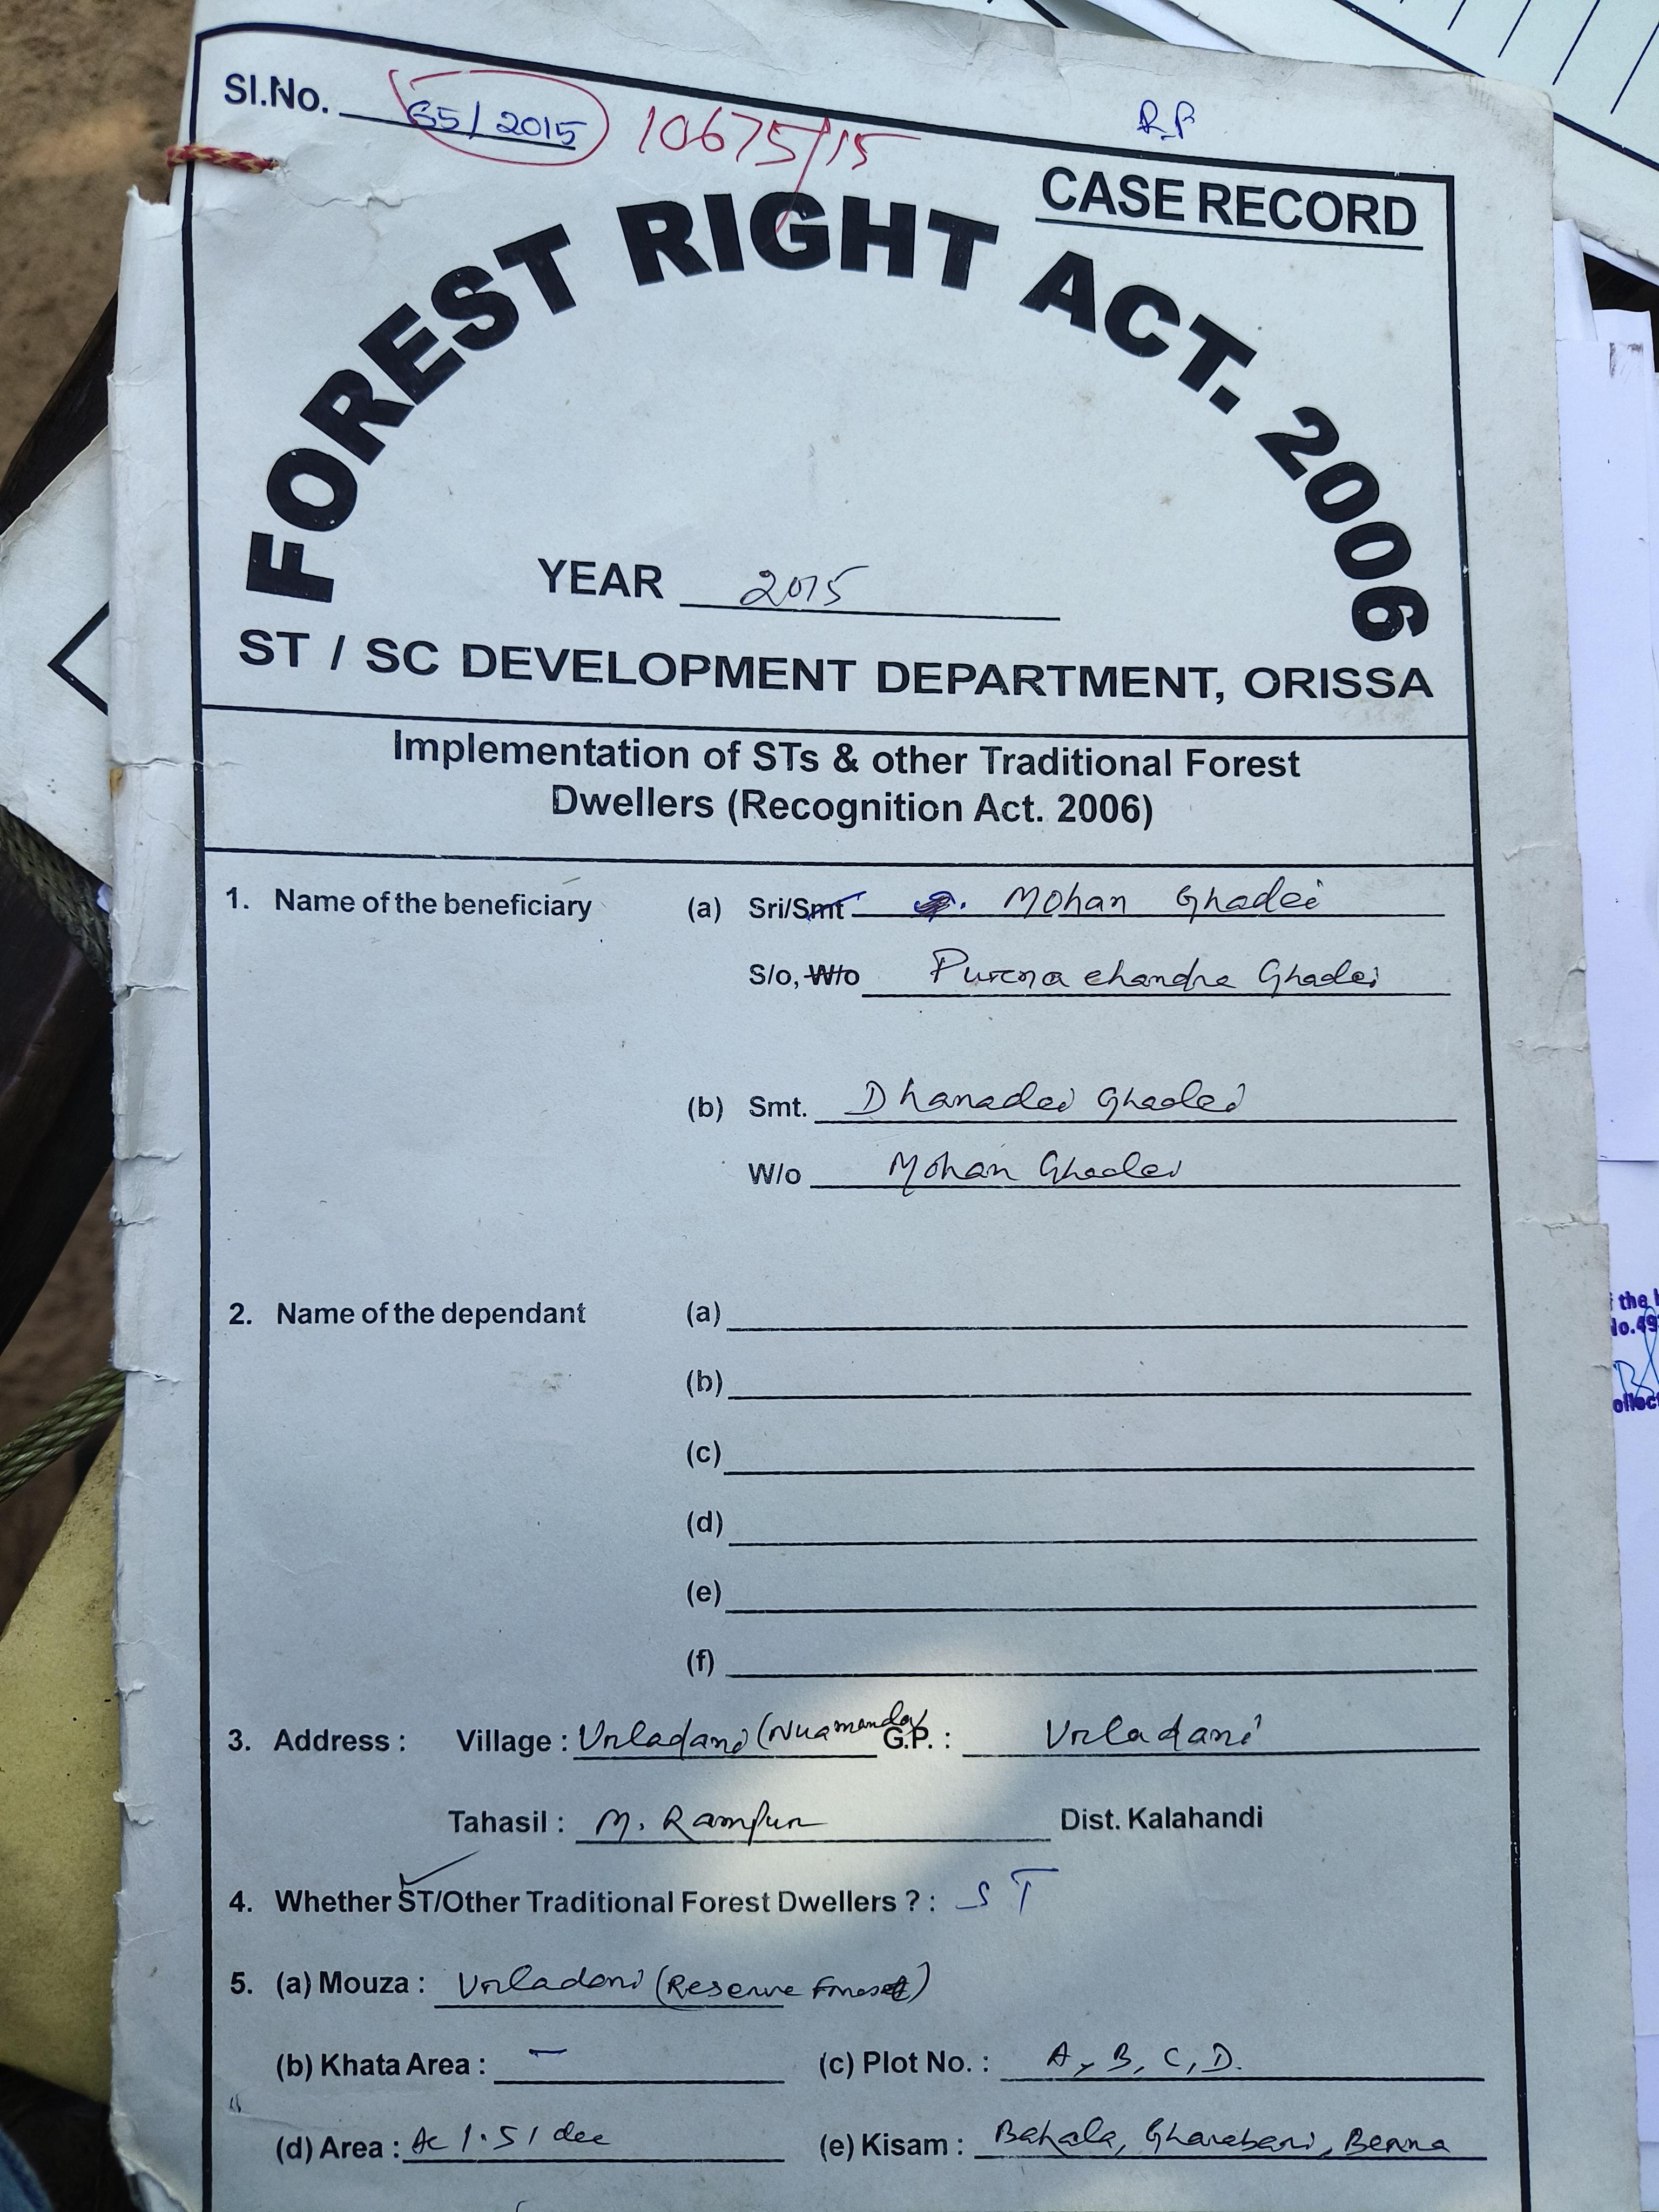 Sl.No. 65/2015 10675/15 R.F
CASE RECORD
FOREST RIGHT ACT. 2006
YEAR 2015
ST / SC DEVELOPMENT DEPARTMENT, ORISSA
Implementation of STs & other Traditional Forest
Dwellers (Recognition Act. 2006)
1. Name of the beneficiary (a) Sri/Smt Mohan Ghadei
S/o, W/o Purna chandra Ghadei
(b) Smt. Dhanadei Ghadei
W/o Mohan Ghadei
2. Name of the dependant (a)
(b)
(c)
(d)
(e)
(f)
3. Address : Village : Urladani (Nuamanda) G.P. : Urladani
Tahasil : M. Rampur Dist. Kalahandi
4. Whether ST/Other Traditional Forest Dwellers ? : ST
5. (a) Mouza : Urladani (Reserve Forest)
(b) Khata Area : – (c) Plot No. : A, B, C, D.
(d) Area : Ac 1.51 dec (e) Kisam : Bahala, Gharabari, Berna